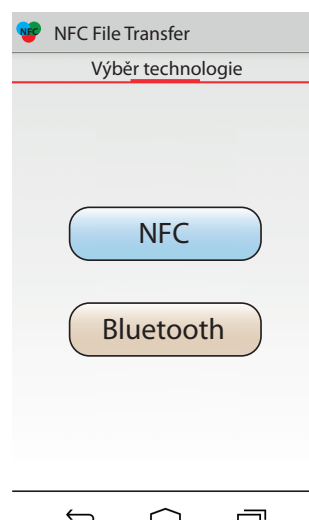 NFC
NFC File Transfer
Výběr technologie
NFC
Bluetooth